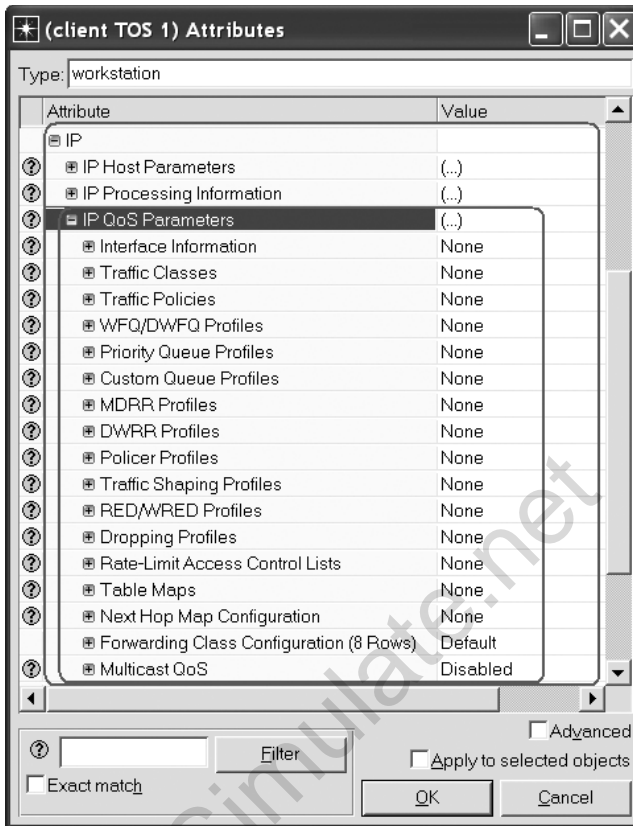 (client TOS 1) Attributes
Type: workstation
Attribute Value
IP
IP Host Parameters (...)
IP Processing Information (...)
IP QoS Parameters (...)
Interface Information None
Traffic Classes None
Traffic Policies None
WFQ/DWFQ Profiles None
Priority Queue Profiles None
Custom Queue Profiles None
MDRR Profiles None
DWRR Profiles None
Policer Profiles None
Traffic Shaping Profiles None
RED/WRED Profiles None
Dropping Profiles None
Rate-Limit Access Control Lists None
Table Maps None
Next Hop Map Configuration None
Forwarding Class Configuration (8 Rows) Default
Multicast QoS Disabled
Advanced
Filter
Apply to selected objects
Exact match
OK Cancel
Simulate.net